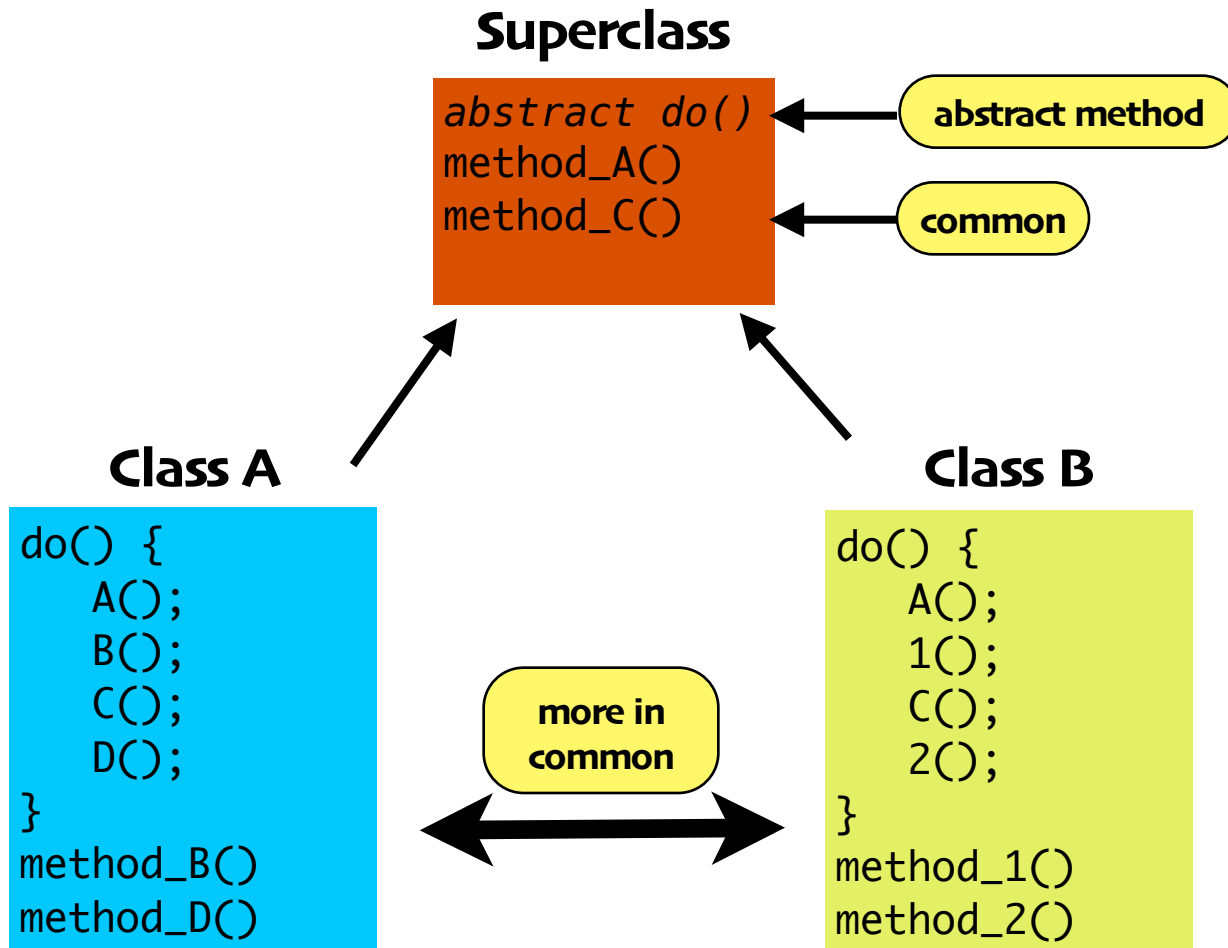 Superclass
abstract do()
method_A()
method_C()
abstract method
common
Class A
do() {
A();
B();
C();
D();
}
method_B()
method_D()
more in
common
Class B
do() {
A();
1();
C();
2();
}
method_1()
method_2()